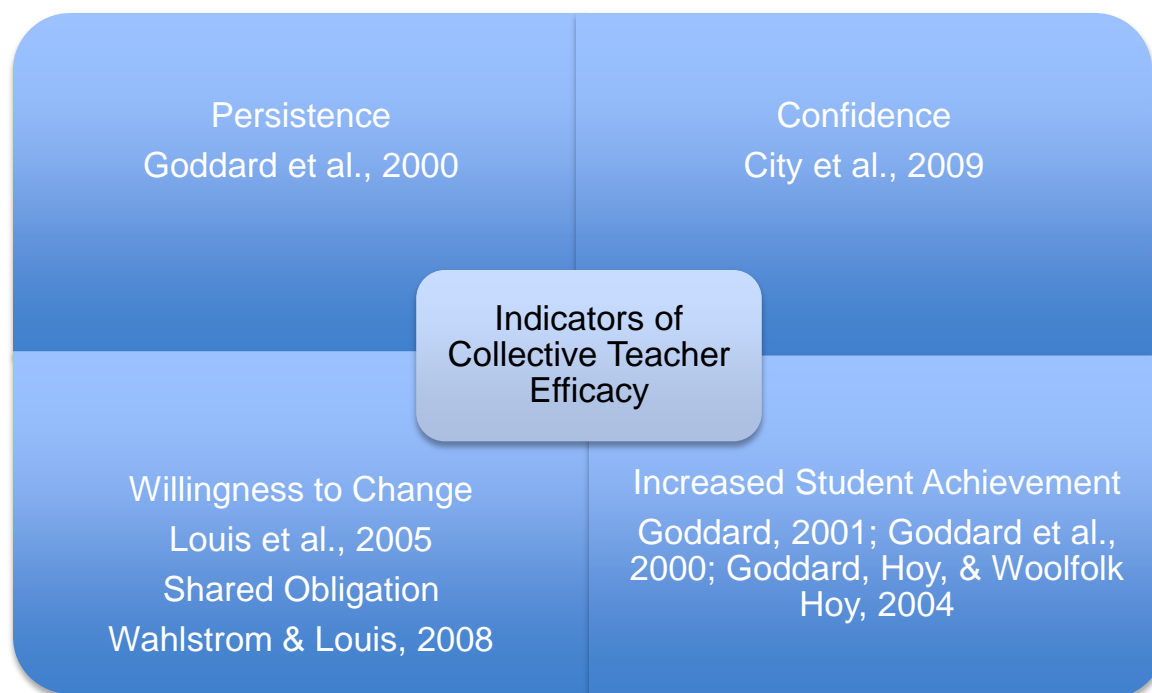 Persistence
Goddard et al., 2000
Confidence
City et al., 2009
Indicators of
Collective Teacher
Efficacy
Willingness to Change
Louis et al., 2005
Shared Obligation
Wahlstrom & Louis, 2008
Increased Student Achievement
Goddard, 2001; Goddard et al.,
2000; Goddard, Hoy, & Woolfolk
Hoy, 2004